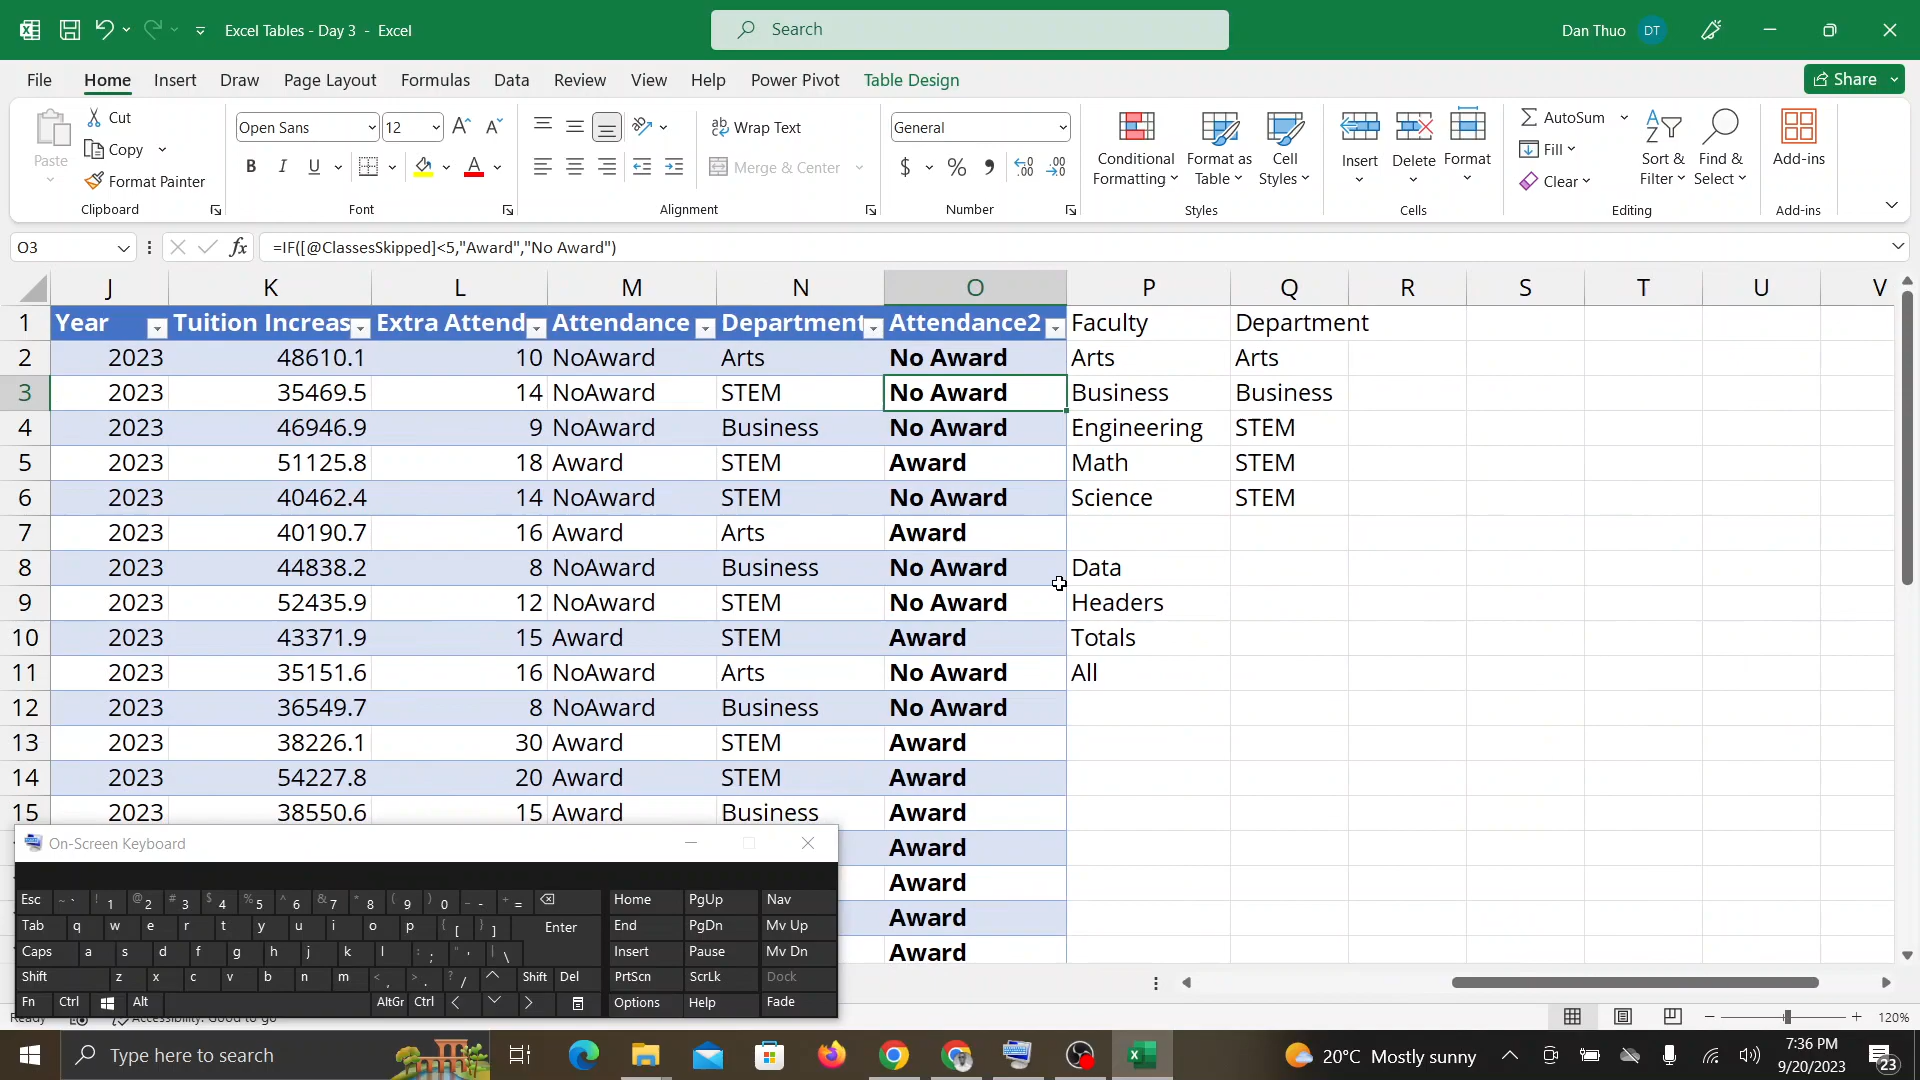 Excel Tables - Day 3 - Excel
Search
Dan Thuo DT
File Home Insert Draw Page Layout Formulas Data Review View Help Power Pivot Table Design
Share
Paste
Cut
Copy
Format Painter
Clipboard
Open Sans 12
B I U
Font
Wrap Text
Merge & Center
Alignment
General
$ % ,
Number
Conditional Formatting
Format as Table
Cell Styles
Styles
Insert Delete Format
Cells
AutoSum
Fill
Clear
Sort & Filter
Find & Select
Editing
Add-ins
Add-ins
O3 fx =IF([@ClassesSkipped]<5,"Award","No Award")
J K L M N O P Q R S T U V
1 Year Tuition Increas Extra Attend Attendance Department Attendance2 Faculty Department
2 2023 48610.1 10 NoAward Arts No Award Arts Arts
3 2023 35469.5 14 NoAward STEM No Award Business Business
4 2023 46946.9 9 NoAward Business No Award Engineering STEM
5 2023 51125.8 18 Award STEM Award Math STEM
6 2023 40462.4 14 NoAward STEM No Award Science STEM
7 2023 40190.7 16 Award Arts Award
8 2023 44838.2 8 NoAward Business No Award Data
9 2023 52435.9 12 NoAward STEM No Award Headers
10 2023 43371.9 15 Award STEM Award Totals
11 2023 35151.6 16 NoAward Arts No Award All
12 2023 36549.7 8 NoAward Business No Award
13 2023 38226.1 30 Award STEM Award
14 2023 54227.8 20 Award STEM Award
15 2023 38550.6 15 Award Business Award
Award
Award
Award
Award
On-Screen Keyboard
Esc ~ ` ! 1 @ 2 # 3 $ 4 % 5 ^ 6 & 7 * 8 ( 9 ) 0 _ - + = Home PgUp Nav
Tab q w e r t y u i o p { [ } ] Enter End PgDn Mv Up
Caps a s d f g h j k l : ; " ' | \ Insert Pause Mv Dn
Shift z x c v b n m < , > . ? / Shift Del PrtScn ScrLk Dock
Fn Ctrl Alt AltGr Ctrl Options Help Fade
120%
Type here to search
20°C Mostly sunny
7:36 PM
9/20/2023
23